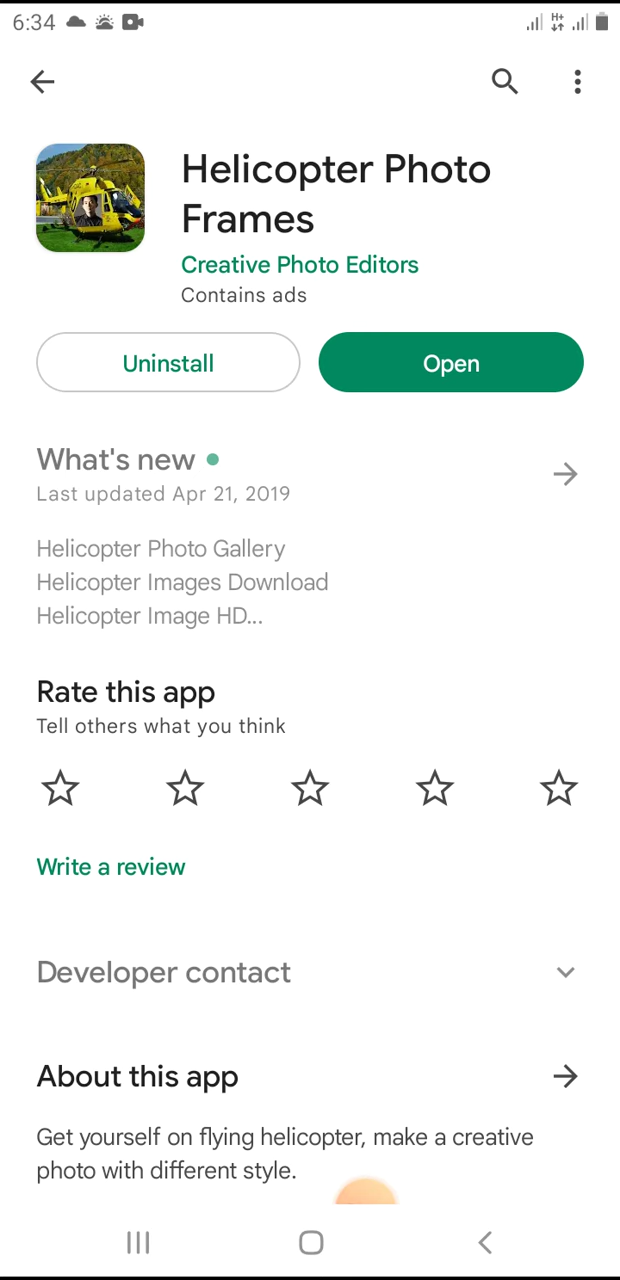 6:34
H+
Helicopter Photo
Frames
Creative Photo Editors
Contains ads
Uninstall
Open
What's new
Last updated Apr 21, 2019
Helicopter Photo Gallery
Helicopter Images Download
Helicopter Image HD...
Rate this app
Tell others what you think
Write a review
Developer contact
About this app
Get yourself on flying helicopter, make a creative
photo with different style.